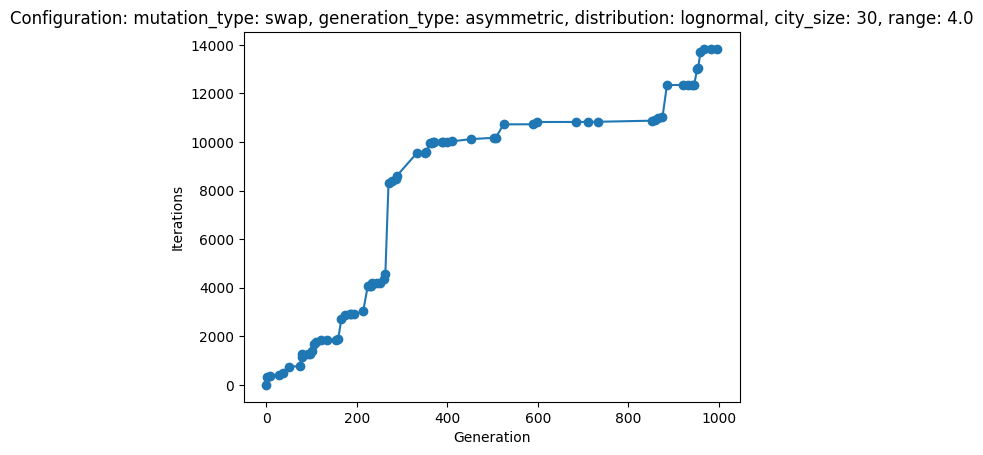 Configuration: mutation_type: swap, generation_type: asymmetric, distribution: lognormal, city_size: 30, range: 4.0
14000
12000
10000
8000
6000
4000
2000
0
Iterations
0 200 400 600 800 1000
Generation